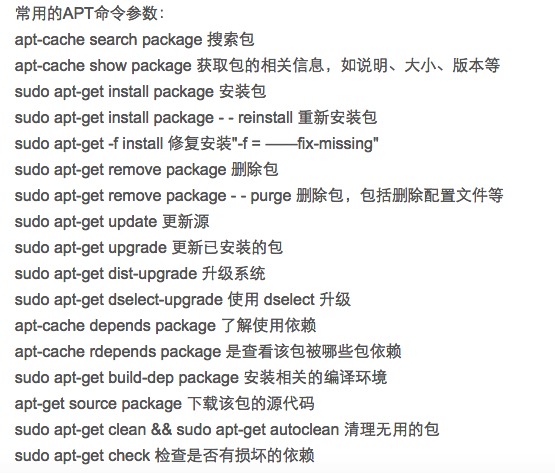 常用的APT命令参数：
apt-cache search package 搜索包
apt-cache show package 获取包的相关信息，如说明、大小、版本等
sudo apt-get install package 安装包
sudo apt-get install package - - reinstall 重新安装包
sudo apt-get -f install 修复安装"-f = ——fix-missing"
sudo apt-get remove package 删除包
sudo apt-get remove package - - purge 删除包，包括删除配置文件等
sudo apt-get update 更新源
sudo apt-get upgrade 更新已安装的包
sudo apt-get dist-upgrade 升级系统
sudo apt-get dselect-upgrade 使用 dselect 升级
apt-cache depends package 了解使用依赖
apt-cache rdepends package 是查看该包被哪些包依赖
sudo apt-get build-dep package 安装相关的编译环境
apt-get source package 下载该包的源代码
sudo apt-get clean && sudo apt-get autoclean 清理无用的包
sudo apt-get check 检查是否有损坏的依赖